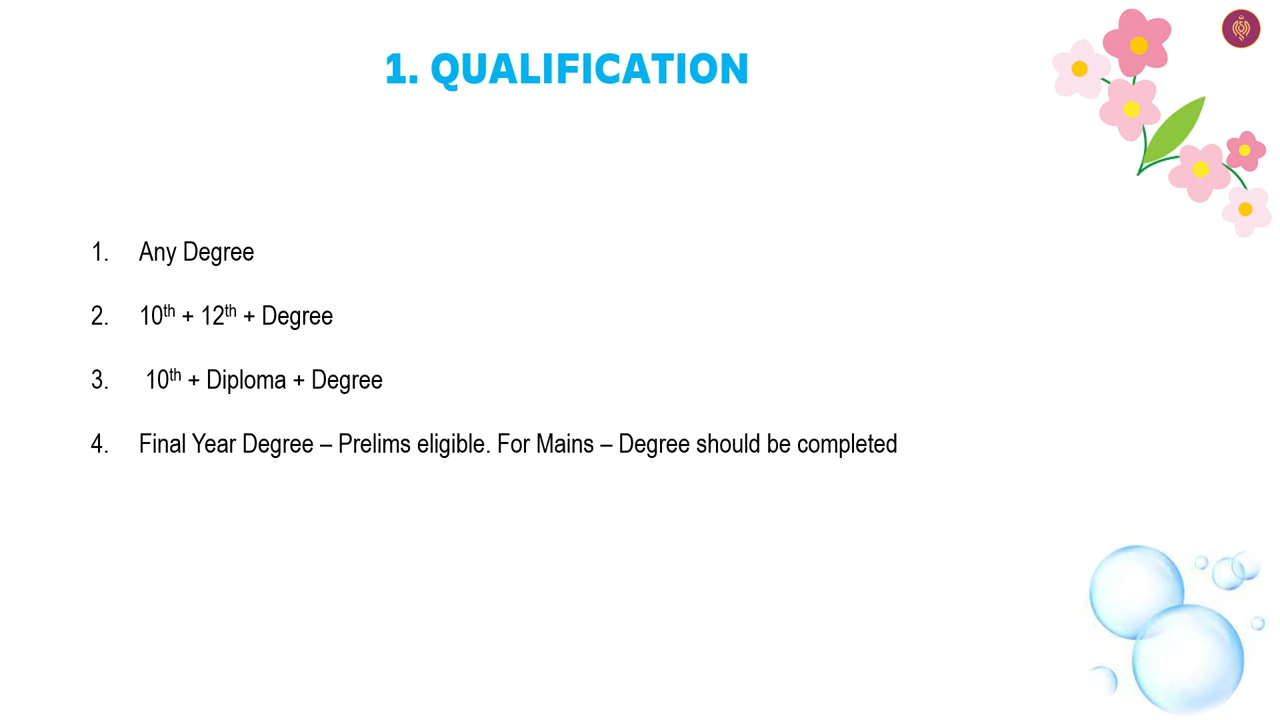 1. QUALIFICATION
1. Any Degree
2. 10th + 12th + Degree
3. 10th + Diploma + Degree
4. Final Year Degree – Prelims eligible. For Mains – Degree should be completed